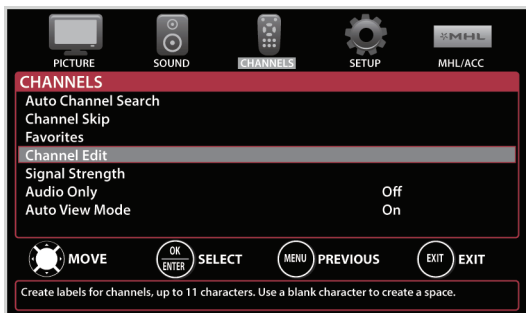 MHL
PICTURE SOUND CHANNELS SETUP MHL/ACC
CHANNELS
Auto Channel Search
Channel Skip
Favorites
Channel Edit
Signal Strength
Audio Only Off
Auto View Mode On
MOVE OK ENTER SELECT MENU PREVIOUS EXIT EXIT
Create labels for channels, up to 11 characters. Use a blank character to create a space.